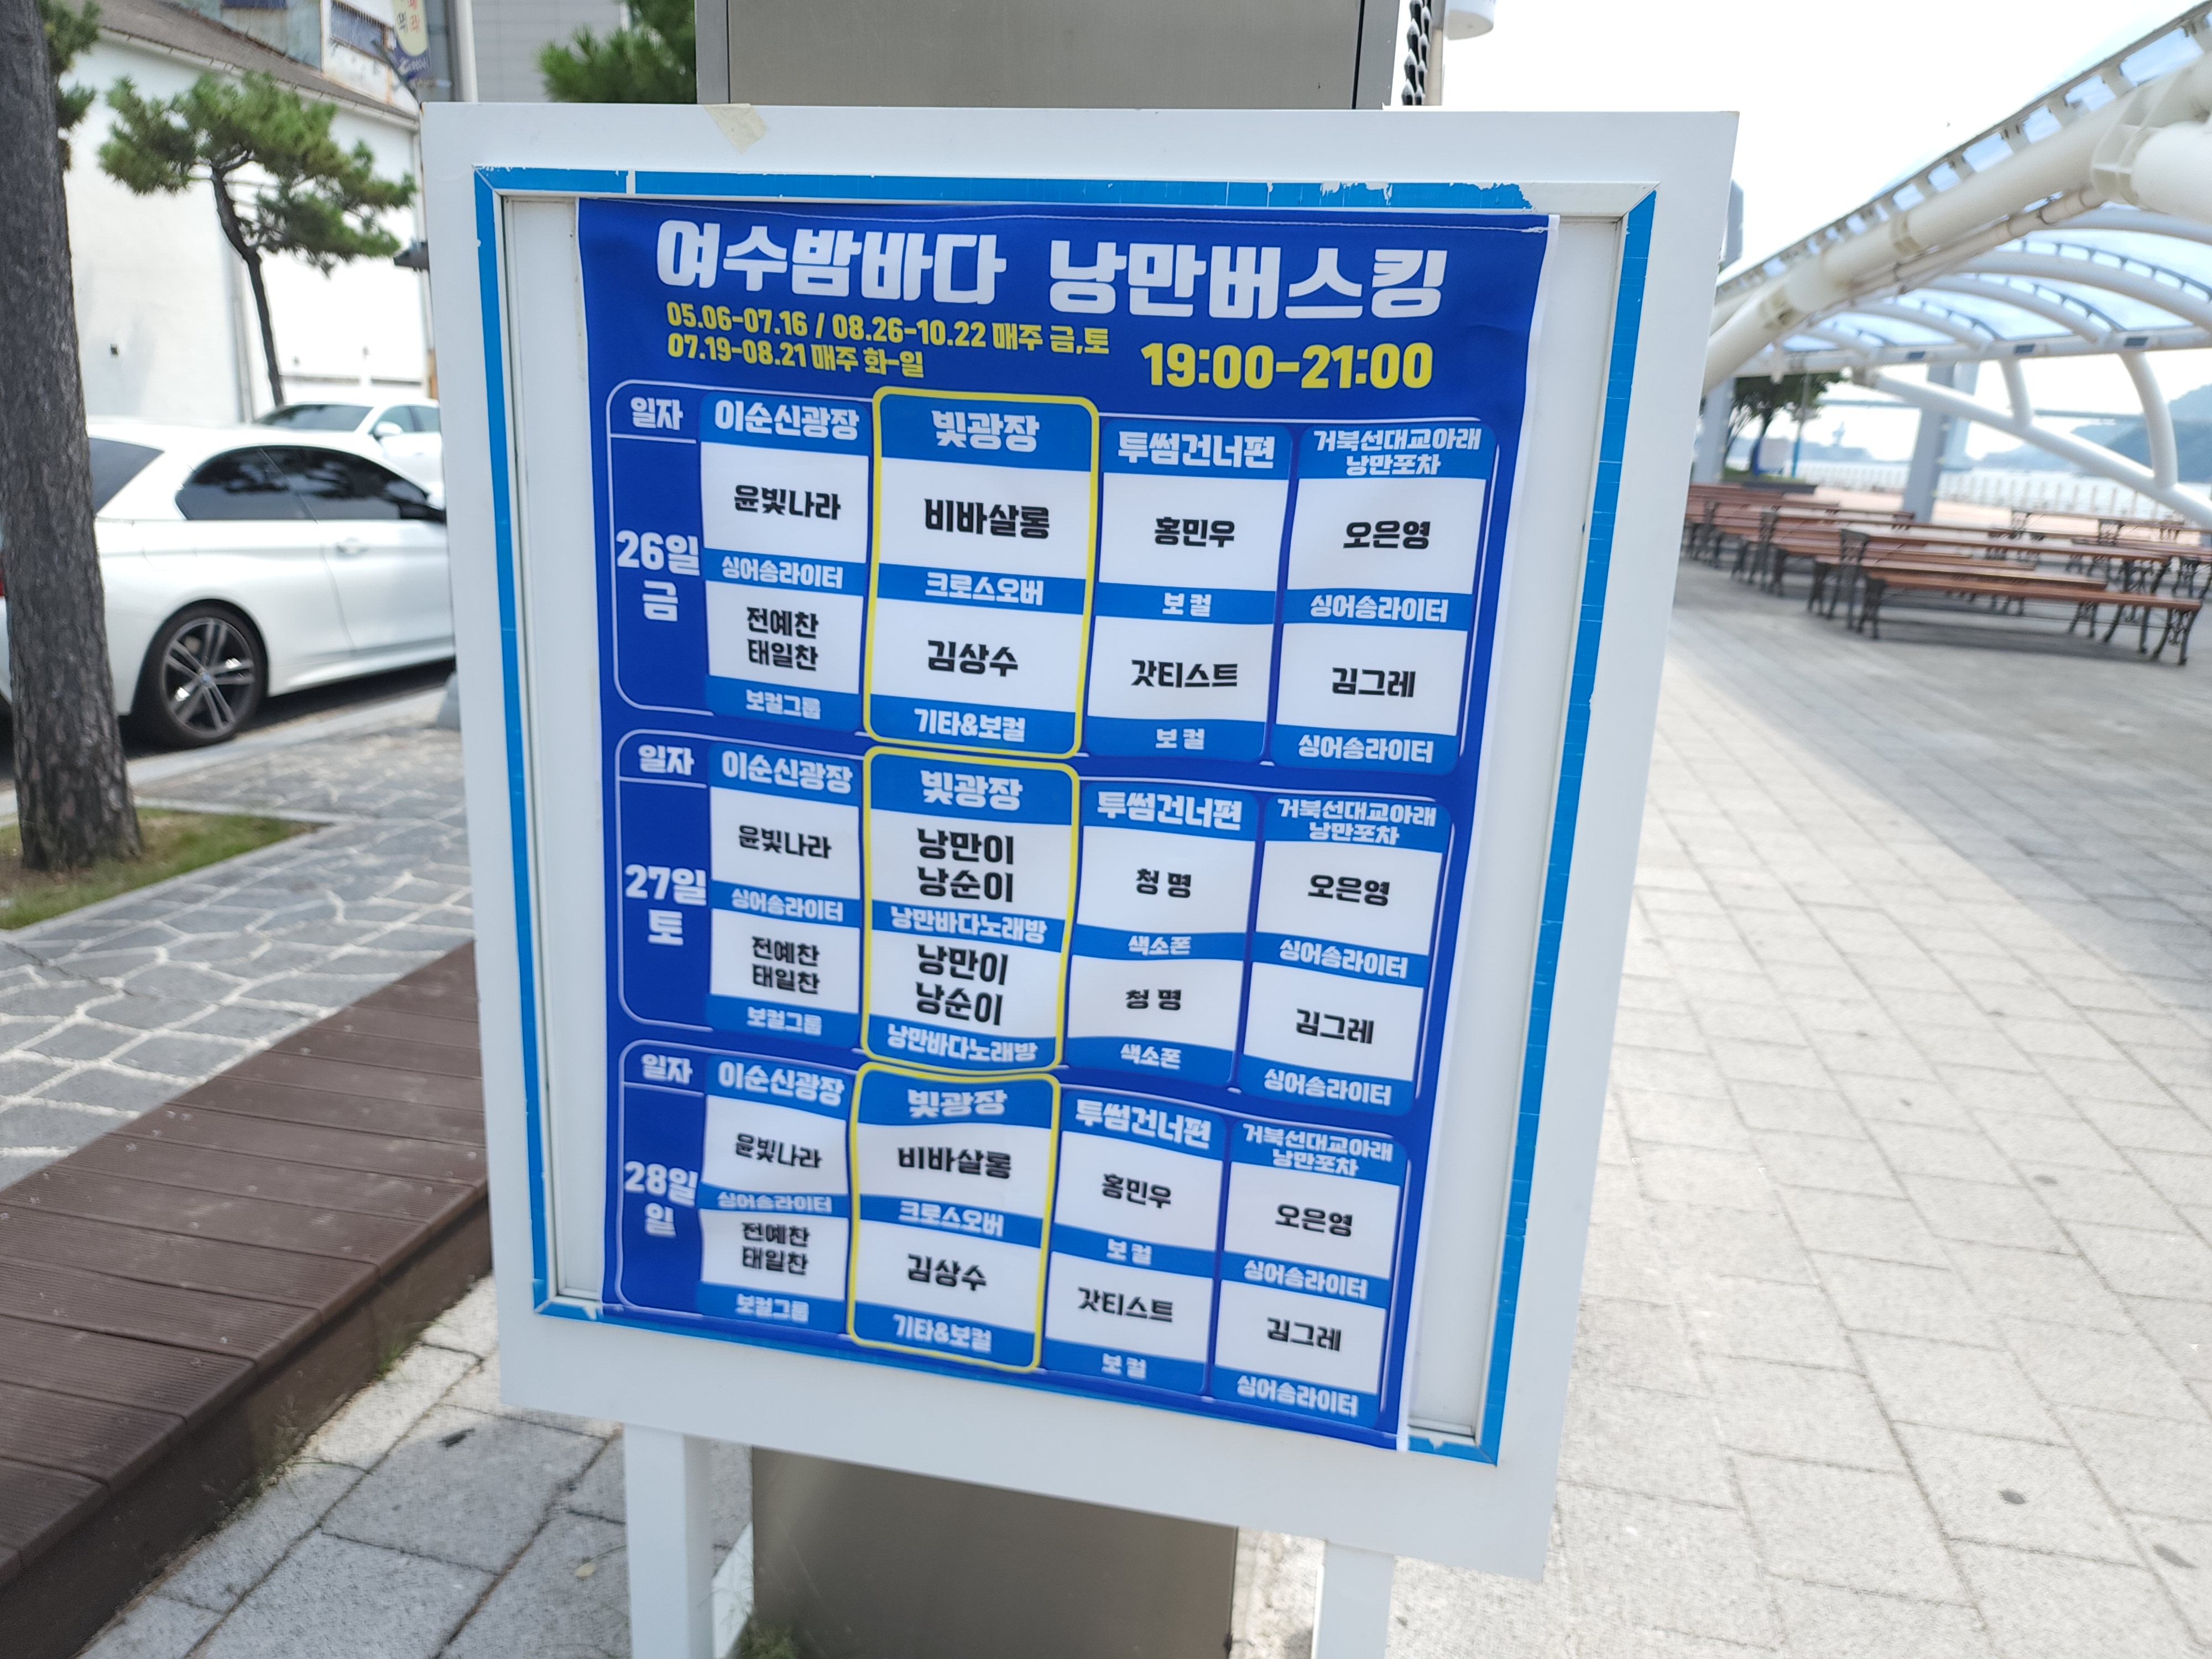 여수밤바다 낭만버스킹
05.06-07.16 / 08.26-10.22 매주 금,토
07.19-08.21 매주 화-일
19:00-21:00
일자 이순신광장 빛광장 투썸건너편 거북선대교아래
낭만포차
26일
금
윤빛나라 비바살롱 홍민우 오은영
싱어송라이터 크로스오버 보컬 싱어송라이터
전예찬
태일찬
김상수 갓티스트 김그레
보컬그룹 기타&보컬 보컬 싱어송라이터
일자 이순신광장 빛광장 투썸건너편 거북선대교아래
낭만포차
27일
토
윤빛나라
낭만이
낭순이
청명 오은영
싱어송라이터 낭만바다노래방 색소폰 싱어송라이터
전예찬
태일찬
낭만이
낭순이
청명 김그레
보컬그룹 낭만바다노래방 색소폰 싱어송라이터
일자 이순신광장 빛광장 투썸건너편 거북선대교아래
낭만포차
28일
일
윤빛나라 비바살롱 홍민우 오은영
싱어송라이터 크로스오버 보컬 싱어송라이터
전예찬
태일찬
김상수 갓티스트 김그레
보컬그룹 기타&보컬 보컬 싱어송라이터